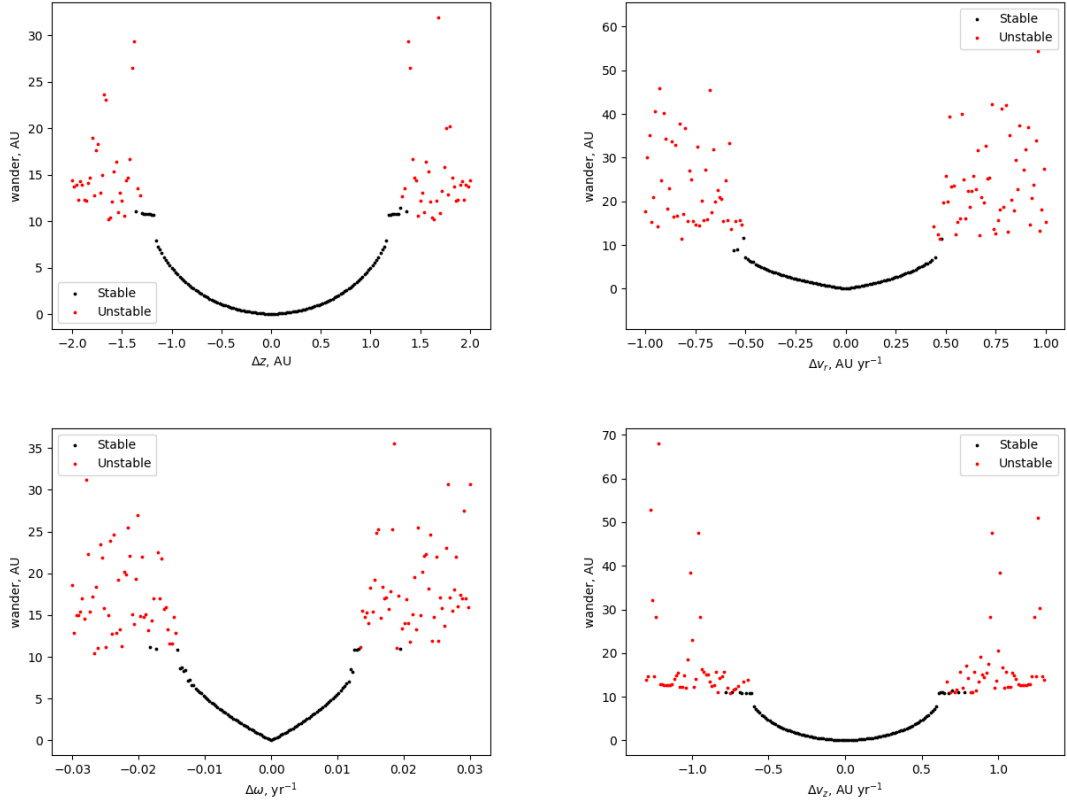 30
25
20
15
10
5
0
wander, AU
Stable
Unstable
−2.0 −1.5 −1.0 −0.5 0.0 0.5 1.0 1.5 2.0
Δz, AU
60
50
40
30
20
10
0
wander, AU
Stable
Unstable
−1.00 −0.75 −0.50 −0.25 0.00 0.25 0.50 0.75 1.00
Δvᵣ, AU yr⁻¹
35
30
25
20
15
10
5
0
wander, AU
Stable
Unstable
−0.03 −0.02 −0.01 0.00 0.01 0.02 0.03
Δω, yr⁻¹
70
60
50
40
30
20
10
0
wander, AU
Stable
Unstable
−1.0 −0.5 0.0 0.5 1.0
Δv_z, AU yr⁻¹